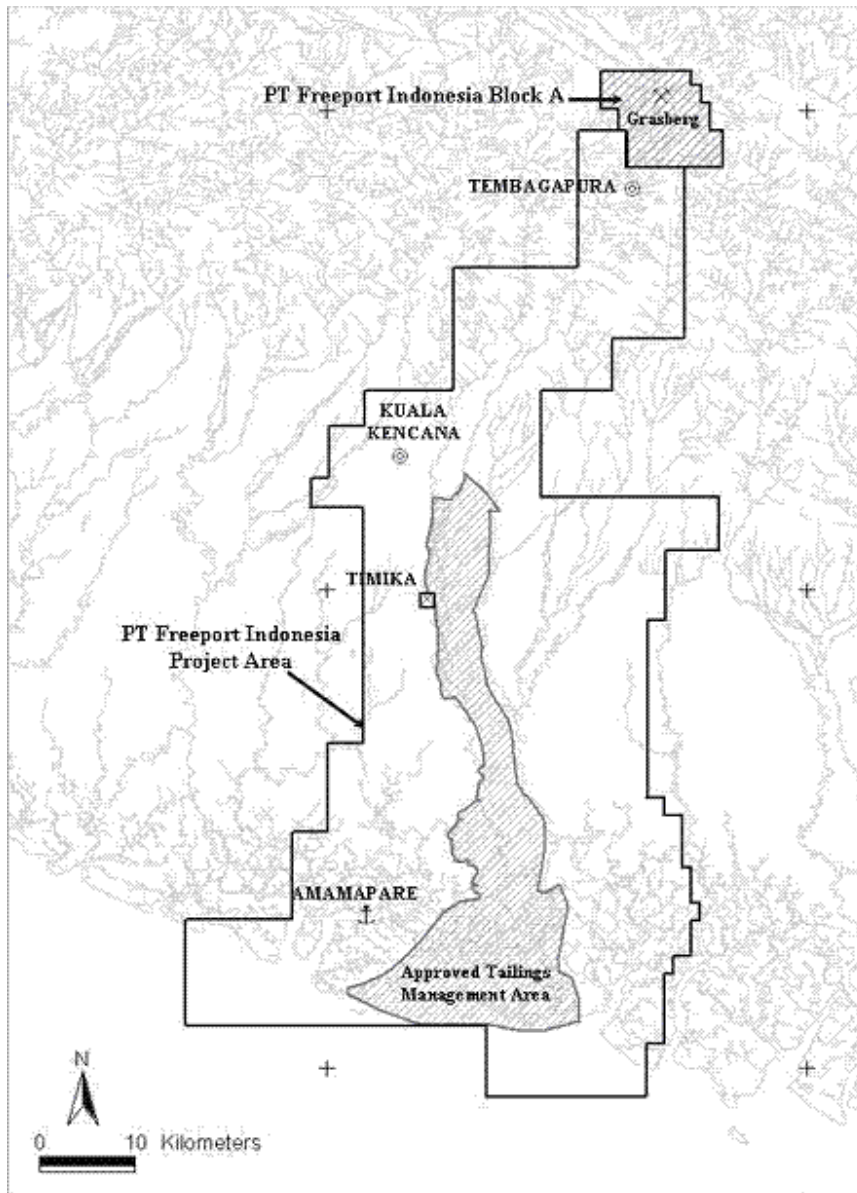 PT Freeport Indonesia Block A
Grasberg
TEMBAGAPURA
KUALA
KENCANA
TIMIKA
PT Freeport Indonesia
Project Area
AMAMAPARE
Approved Tailings
Management Area
N
0 10 Kilometers